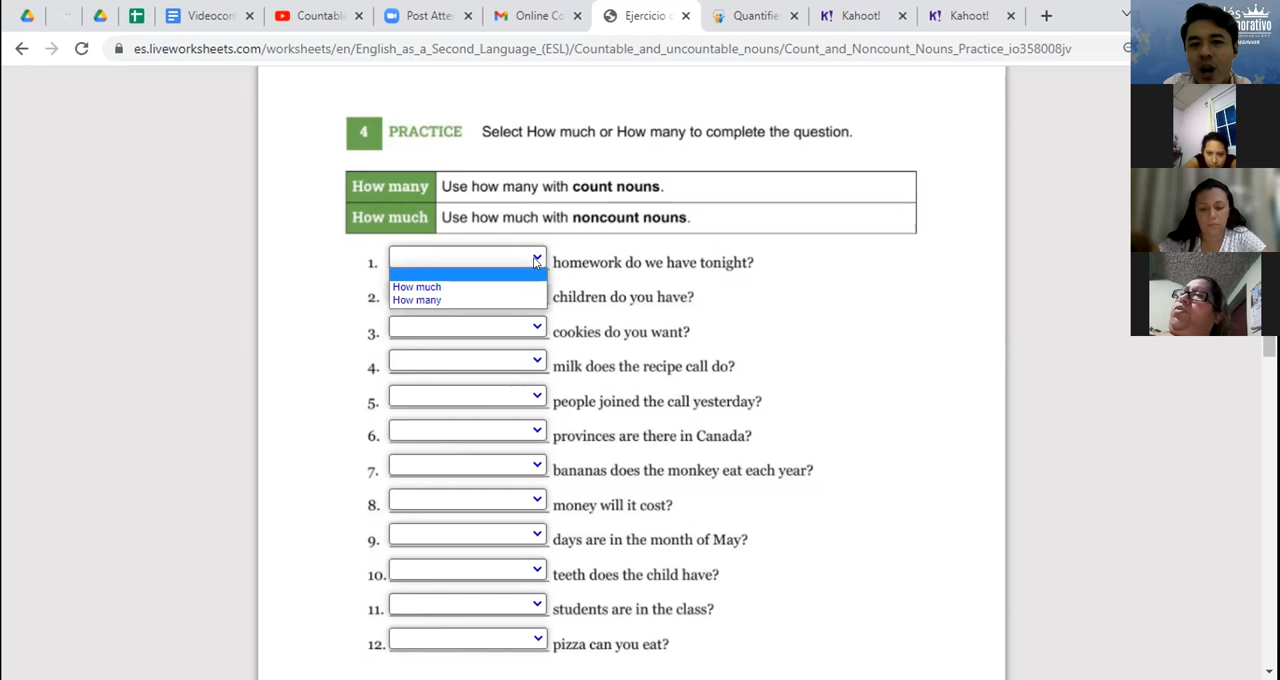 Videocon
Countabl
Post Atte
Online Co
Ejercicio
Quantifie
Kahoot!
Kahoot!
es.liveworksheets.com/worksheets/en/English_as_a_Second_Language_(ESL)/Countable_and_uncountable_nouns/Count_and_Noncount_Nouns_Practice_io358008jv
4 PRACTICE Select How much or How many to complete the question.
How many Use how many with count nouns.
How much Use how much with noncount nouns.
1. homework do we have tonight?
How much
How many
2. children do you have?
3. cookies do you want?
4. milk does the recipe call do?
5. people joined the call yesterday?
6. provinces are there in Canada?
7. bananas does the monkey eat each year?
8. money will it cost?
9. days are in the month of May?
10. teeth does the child have?
11. students are in the class?
12. pizza can you eat?